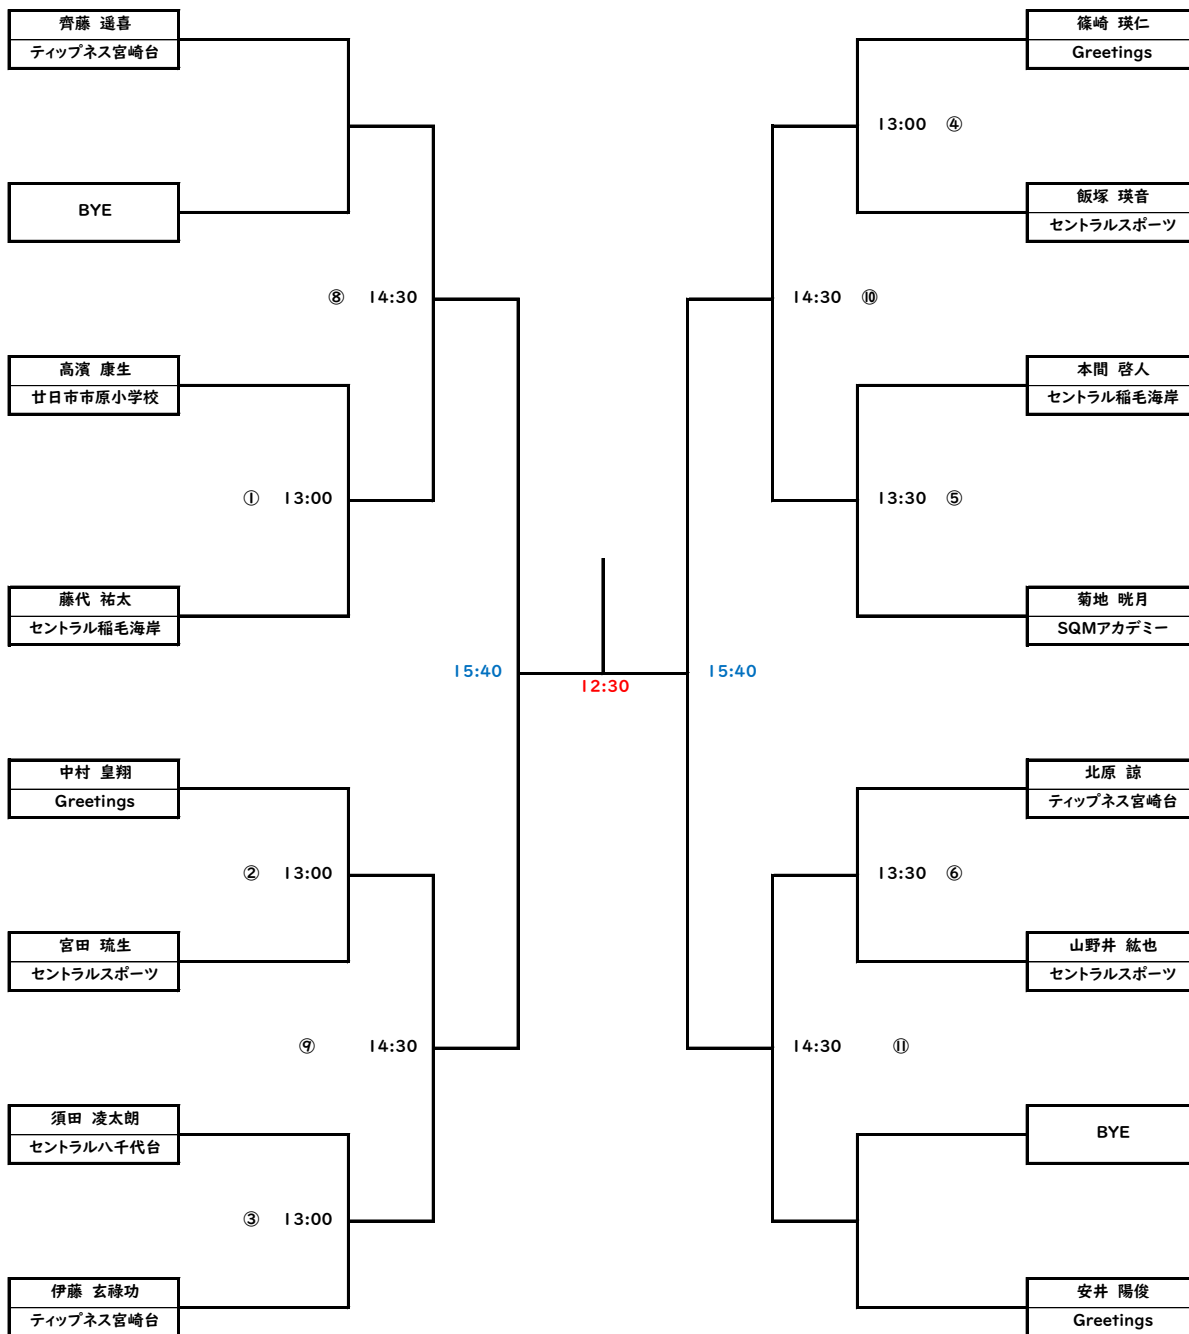 齊藤 遥喜
ティップネス宮崎台
BYE
⑧ 14:30
高濱 康生
廿日市市原小学校
① 13:00
藤代 祐太
セントラル稲毛海岸
15:40
中村 皇翔
Greetings
② 13:00
宮田 琉生
セントラルスポーツ
⑨ 14:30
須田 凌太朗
セントラル八千代台
③ 13:00
伊藤 玄祿功
ティップネス宮崎台
12:30
篠崎 瑛仁
Greetings
13:00 ④
飯塚 瑛音
セントラルスポーツ
14:30 ⑩
本間 啓人
セントラル稲毛海岸
13:30 ⑤
菊地 晄月
SQMアカデミー
15:40
北原 諒
ティップネス宮崎台
13:30 ⑥
山野井 紘也
セントラルスポーツ
14:30 ⑪
BYE
安井 陽俊
Greetings